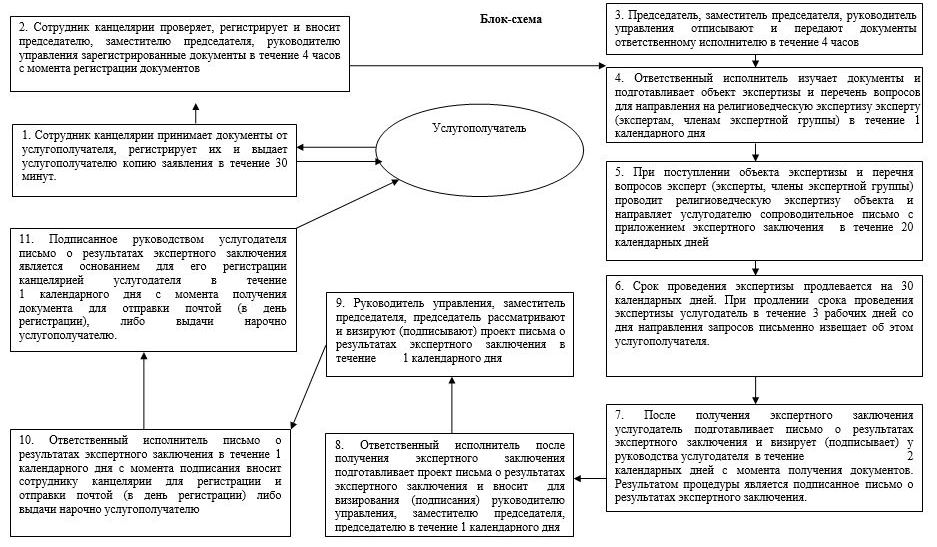 Блок-схема
2. Сотрудник канцелярии проверяет, регистрирует и вносит
председателю, заместителю председателя, руководителю
управления зарегистрированные документы в течение 4 часов
с момента регистрации документов
3. Председатель, заместитель председателя, руководитель
управления отписывают и передают документы
ответственному исполнителю в течение 4 часов
4. Ответственный исполнитель изучает документы и
подготавливает объект экспертизы и перечень вопросов
для направления на религиоведческую экспертизу эксперту
(экспертам, членам экспертной группы) в течение 1
календарного дня
1. Сотрудник канцелярии принимает документы от
услугополучателя, регистрирует их и выдает
услугополучателю копию заявления в течение 30
минут.
Услугополучатель
5. При поступлении объекта экспертизы и перечня
вопросов эксперт (эксперты, члены экспертной группы)
проводит религиоведческую экспертизу объекта и
направляет услугодателю сопроводительное письмо с
приложением экспертного заключения в течение 20
календарных дней
11. Подписанное руководством услугодателя
письмо о результатах экспертного заключения
является основанием для его регистрации
канцелярией услугодателя в течение
1 календарного дня с момента получения
документа для отправки почтой (в день
регистрации), либо выдачи нарочно
услугополучателю.
9. Руководитель управления, заместитель
председателя, председатель рассматривают
и визируют (подписывают) проект письма о
результатах экспертного заключения в
течение 1 календарного дня
6. Срок проведения экспертизы продлевается на 30
календарных дней. При продлении срока проведения
экспертизы услугодатель в течение 3 рабочих дней со
дня направления запросов письменно извещает об этом
услугополучателя.
7. После получения экспертного заключения
услугодатель подготавливает письмо о результатах
экспертного заключения и визирует (подписывает) у
руководства услугодателя в течение 2
календарных дней с момента получения документов.
Результатом процедуры является подписанное письмо о
результатах экспертного заключения.
10. Ответственный исполнитель письмо о
результатах экспертного заключения в течение 1
календарного дня с момента подписания вносит
сотруднику канцелярии для регистрации и
отправки почтой (в день регистрации) либо
выдачи нарочно услугополучателю
8. Ответственный исполнитель после
получения экспертного заключения
подготавливает проект письма о результатах
экспертного заключения и вносит для
визирования (подписания) руководителю
управления, заместителю председателя,
председателю в течение 1 календарного дня